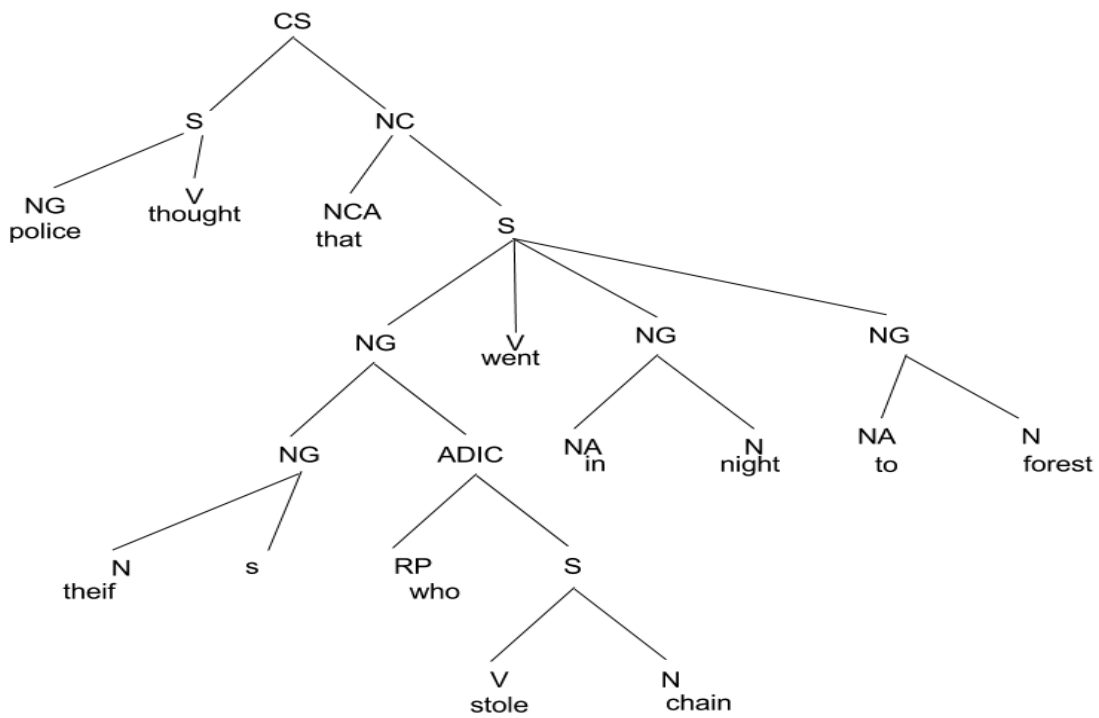 CS
S NC
NG V NCA S
police thought that
NG V NG NG
went
NG ADIC NA N NA N
in night to forest
N s RP S
theif who
V N
stole chain